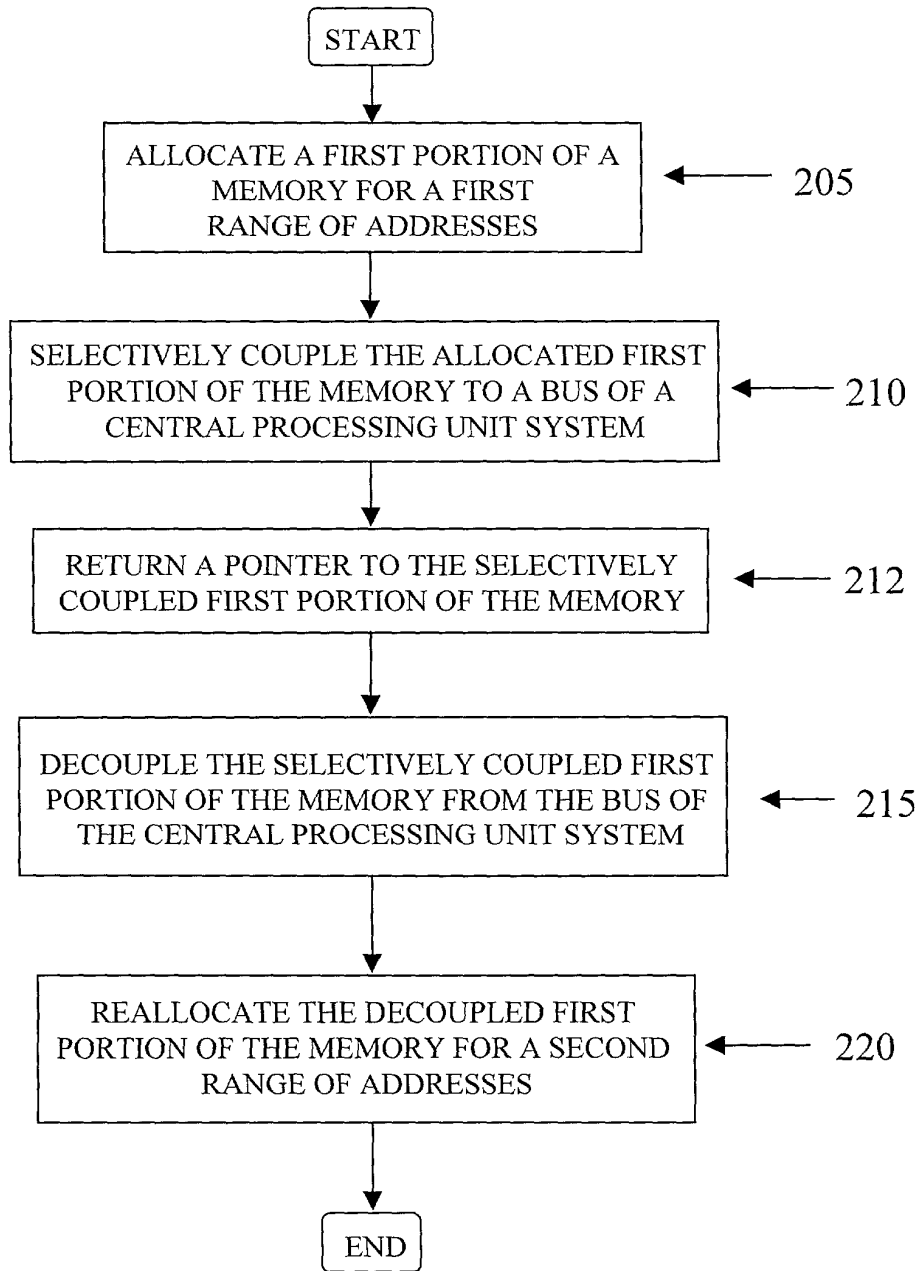 START
ALLOCATE A FIRST PORTION OF A
MEMORY FOR A FIRST
RANGE OF ADDRESSES
205
SELECTIVELY COUPLE THE ALLOCATED FIRST
PORTION OF THE MEMORY TO A BUS OF A
CENTRAL PROCESSING UNIT SYSTEM
210
RETURN A POINTER TO THE SELECTIVELY
COUPLED FIRST PORTION OF THE MEMORY
212
DECOUPLE THE SELECTIVELY COUPLED FIRST
PORTION OF THE MEMORY FROM THE BUS OF
THE CENTRAL PROCESSING UNIT SYSTEM
215
REALLOCATE THE DECOUPLED FIRST
PORTION OF THE MEMORY FOR A SECOND
RANGE OF ADDRESSES
220
END